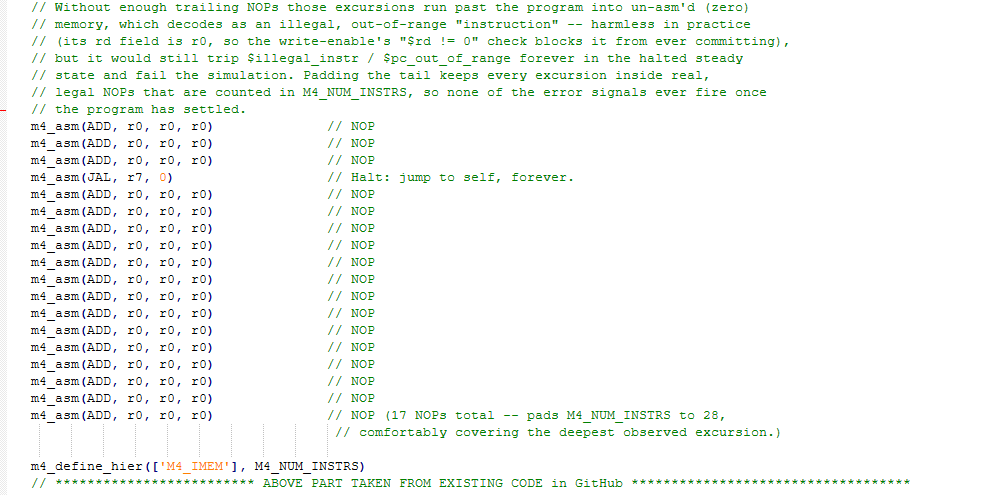 // Without enough trailing NOPs those excursions run past the program into un-asm'd (zero)
// memory, which decodes as an illegal, out-of-range "instruction" -- harmless in practice
// (its rd field is r0, so the write-enable's "$rd != 0" check blocks it from ever committing),
// but it would still trip $illegal_instr / $pc_out_of_range forever in the halted steady
// state and fail the simulation. Padding the tail keeps every excursion inside real,
// legal NOPs that are counted in M4_NUM_INSTRS, so none of the error signals ever fire once
// the program has settled.
m4_asm(ADD, r0, r0, r0) // NOP
m4_asm(ADD, r0, r0, r0) // NOP
m4_asm(ADD, r0, r0, r0) // NOP
m4_asm(JAL, r7, 0) // Halt: jump to self, forever.
m4_asm(ADD, r0, r0, r0) // NOP
m4_asm(ADD, r0, r0, r0) // NOP
m4_asm(ADD, r0, r0, r0) // NOP
m4_asm(ADD, r0, r0, r0) // NOP
m4_asm(ADD, r0, r0, r0) // NOP
m4_asm(ADD, r0, r0, r0) // NOP
m4_asm(ADD, r0, r0, r0) // NOP
m4_asm(ADD, r0, r0, r0) // NOP
m4_asm(ADD, r0, r0, r0) // NOP
m4_asm(ADD, r0, r0, r0) // NOP
m4_asm(ADD, r0, r0, r0) // NOP
m4_asm(ADD, r0, r0, r0) // NOP
m4_asm(ADD, r0, r0, r0) // NOP
m4_asm(ADD, r0, r0, r0) // NOP (17 NOPs total -- pads M4_NUM_INSTRS to 28,
// comfortably covering the deepest observed excursion.)
m4_define_hier(['M4_IMEM'], M4_NUM_INSTRS)
// ************************* ABOVE PART TAKEN FROM EXISTING CODE in GitHub ***********************************